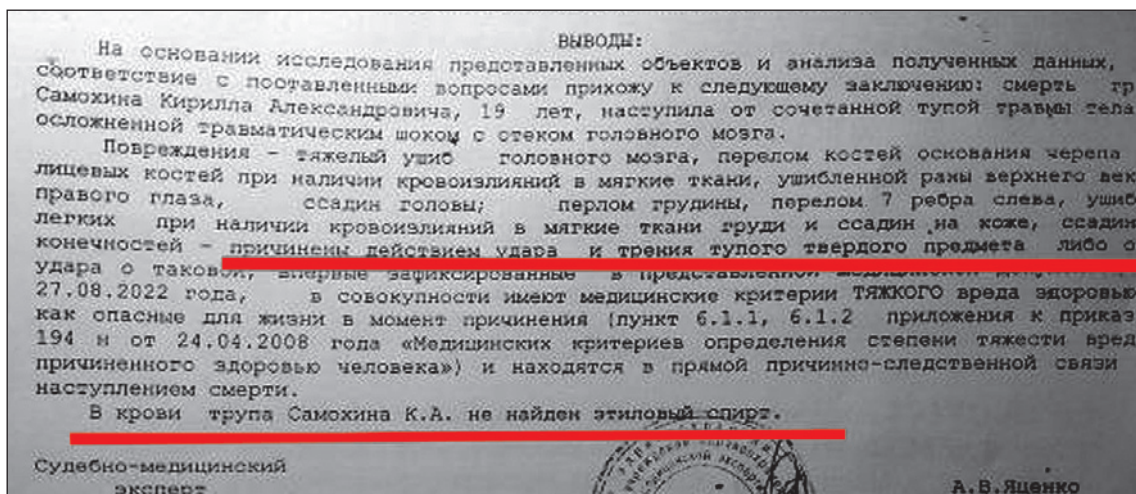 ВЫВОДЫ:
На основании исследования представленных объектов и анализа полученных данных,
соответствие с поставленными вопросами прихожу к следующему заключению: смерть гр
Самохина Кирилла Александровича, 19 лет, наступила от сочетанной тупой травмы тела
осложненной травматическим шоком с отеком головного мозга.
Повреждения – тяжелый ушиб головного мозга, перелом костей основания черепа
лицевых костей при наличии кровоизлияний в мягкие ткани, ушибленной раны верхнего век
правого глаза, ссадин головы; перлом грудины, перелом 7 ребра слева, ушиб
легких при наличии кровоизлияний в мягкие ткани груди и ссадин на коже, ссадин
конечностей – причинены действием удара и трения тупого твердого предмета либо о
удара о таковой, впервые зафиксированные в представленной
27.08.2022 года, в совокупности имеют медицинские критерии ТЯЖКОГО вреда здоровью
как опасные для жизни в момент причинения (пункт 6.1.1, 6.1.2 приложения к приказ
194 н от 24.04.2008 года «Медицинских критериев определения степени тяжести вред
причиненного здоровью человека») и находятся в прямой причинно-следственной связи
наступлением смерти.
В крови трупа Самохина К.А. не найден этиловый спирт.
Судебно-медицинский
эксперт А.В.Яценко